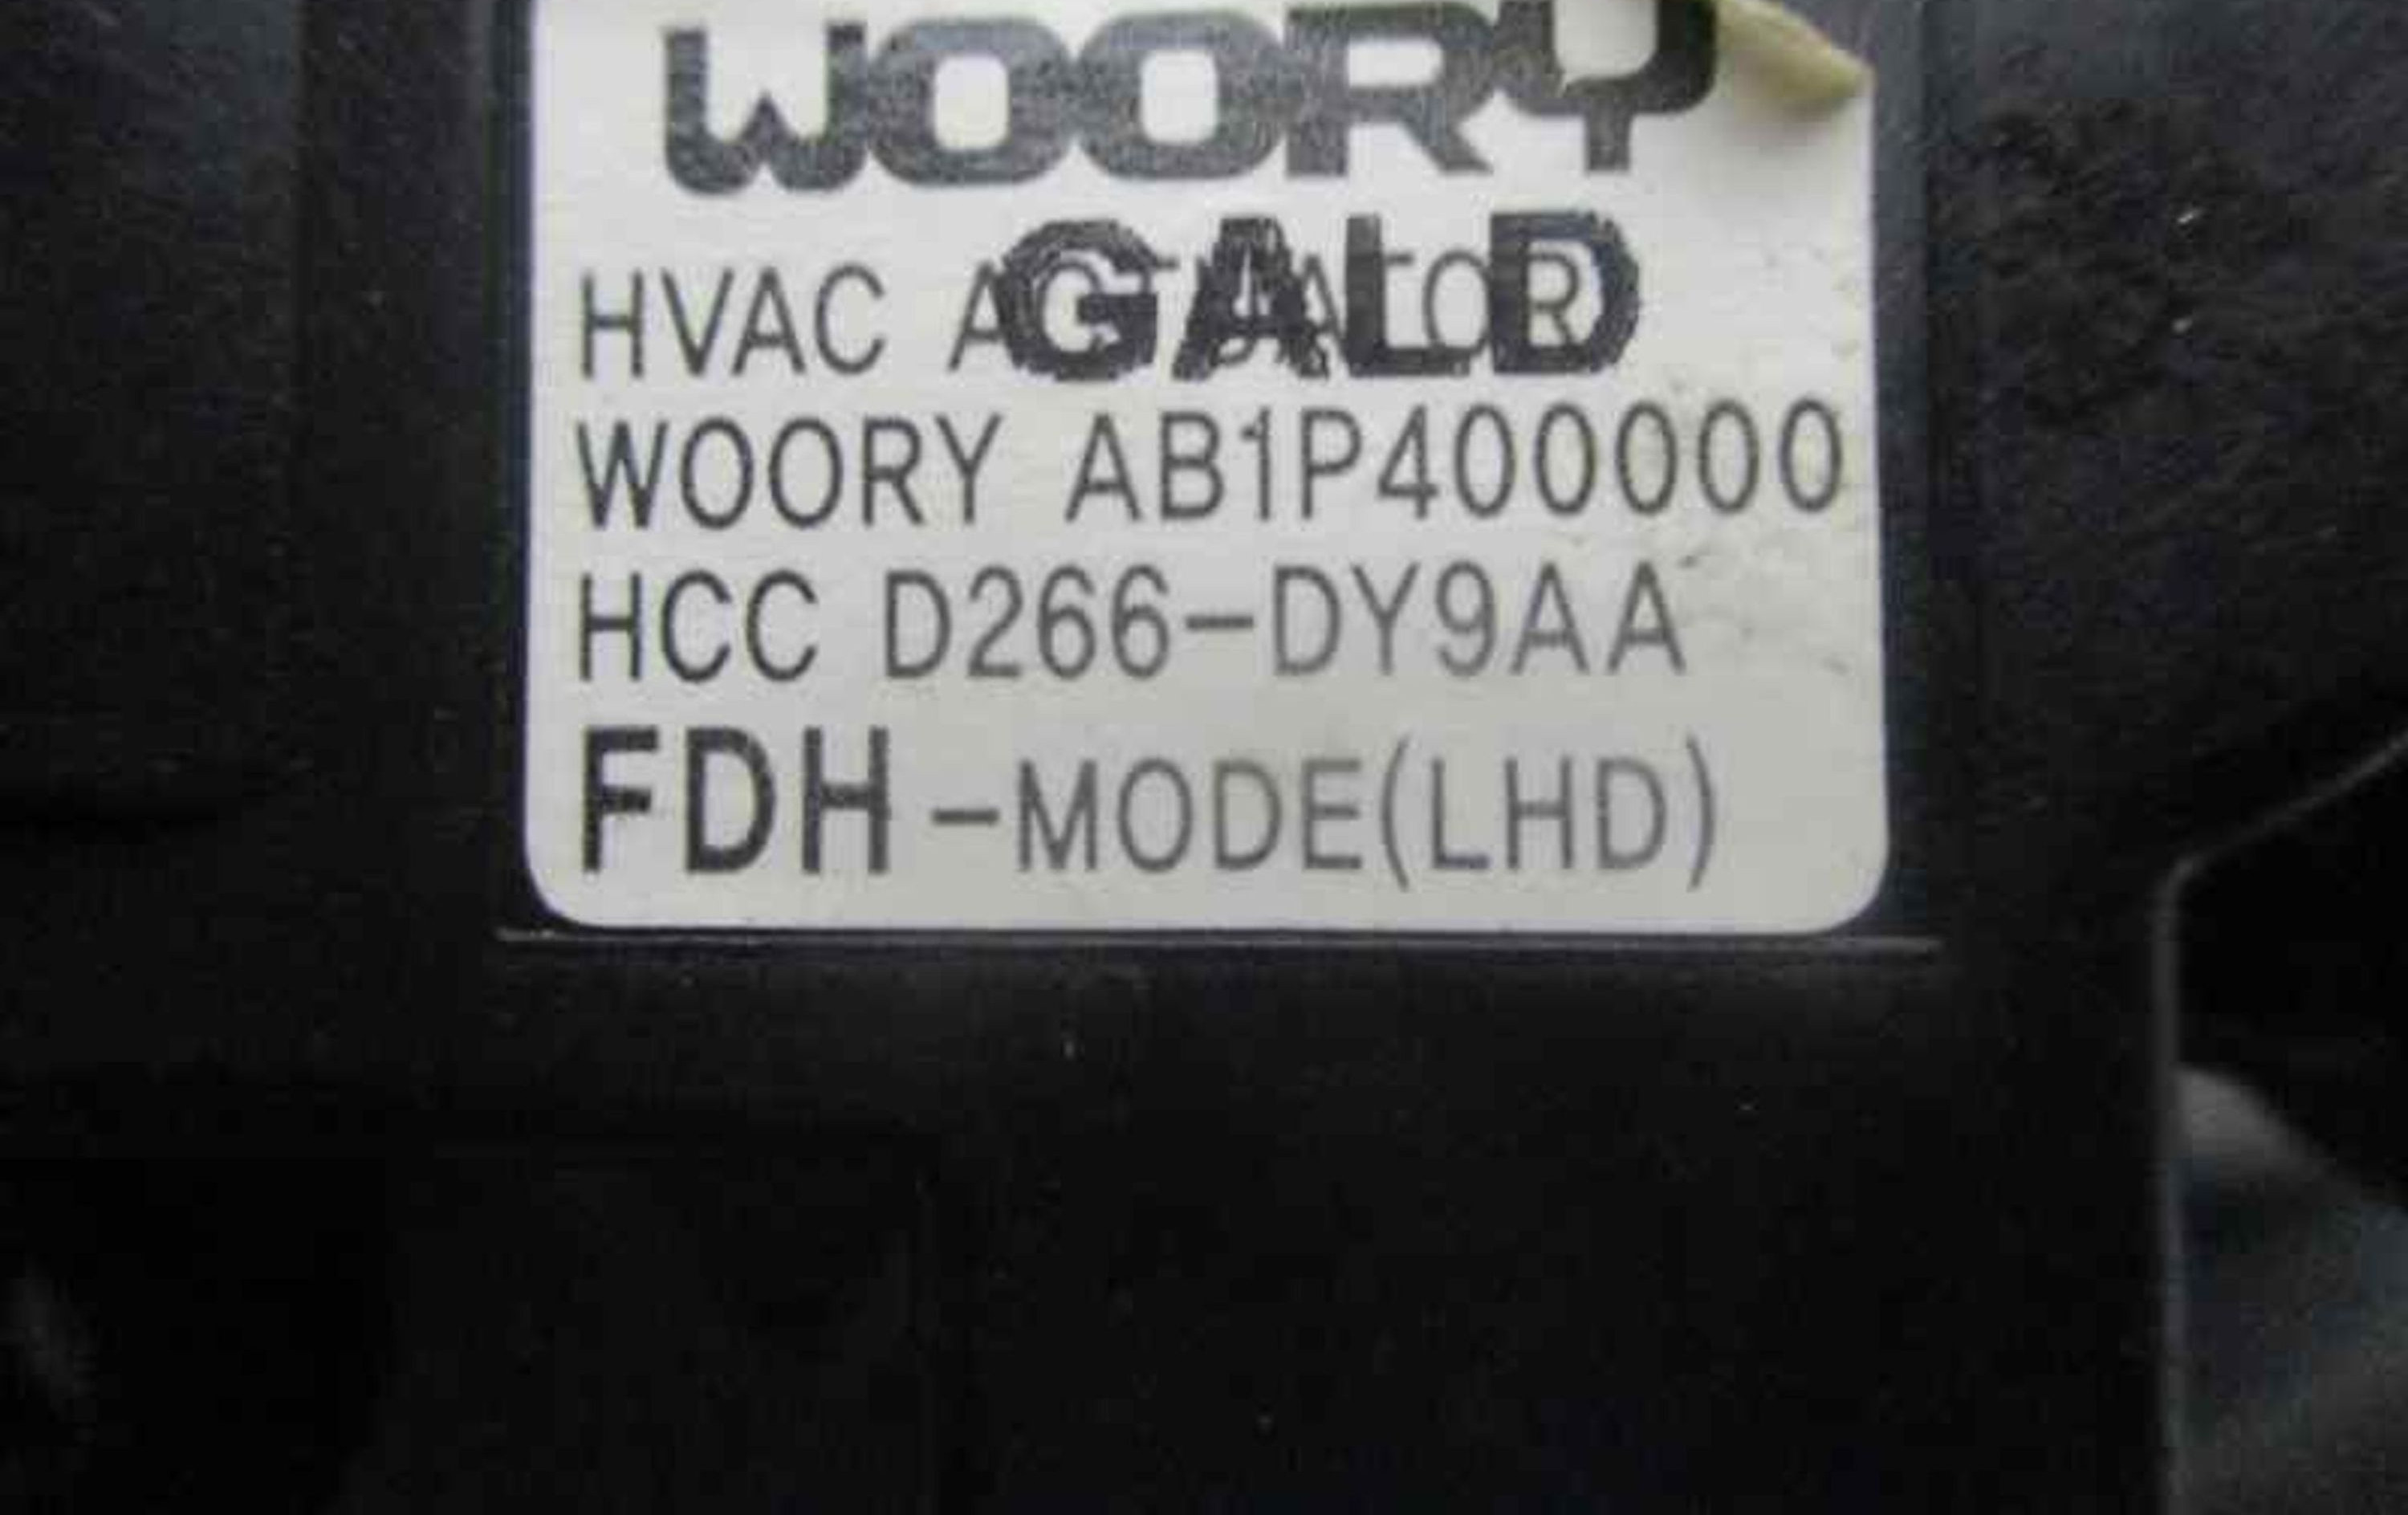 WOORY
GALD
HVAC ACTUATOR
WOORY AB1P400000
HCC D266-DY9AA
FDH-MODE(LHD)